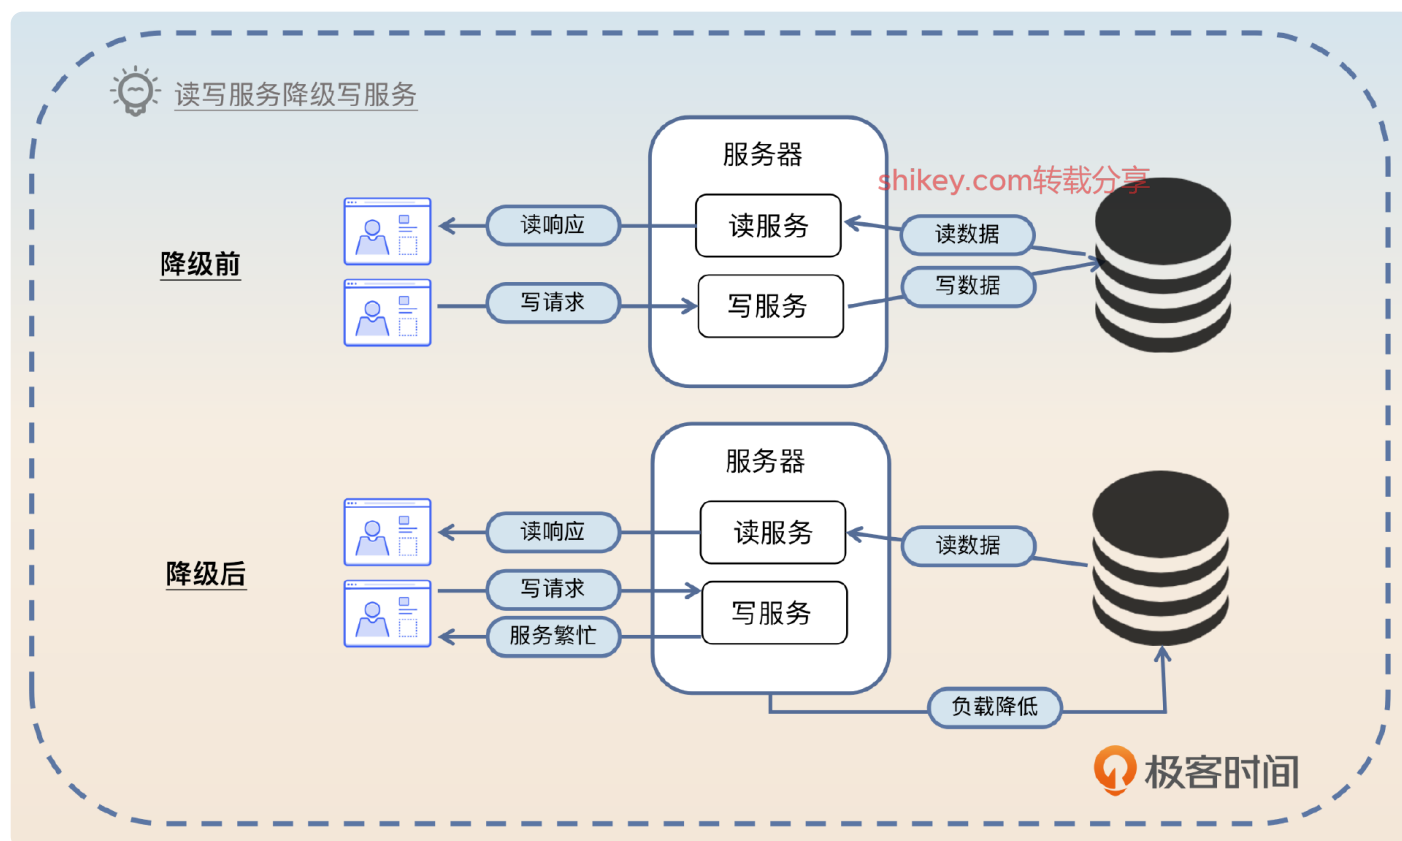 读写服务降级写服务
服务器
shikey.com转载分享
读响应
读服务
读数据
降级前
写请求
写服务
写数据
服务器
读响应
读服务
读数据
降级后
写请求
写服务
服务繁忙
负载降低
极客时间